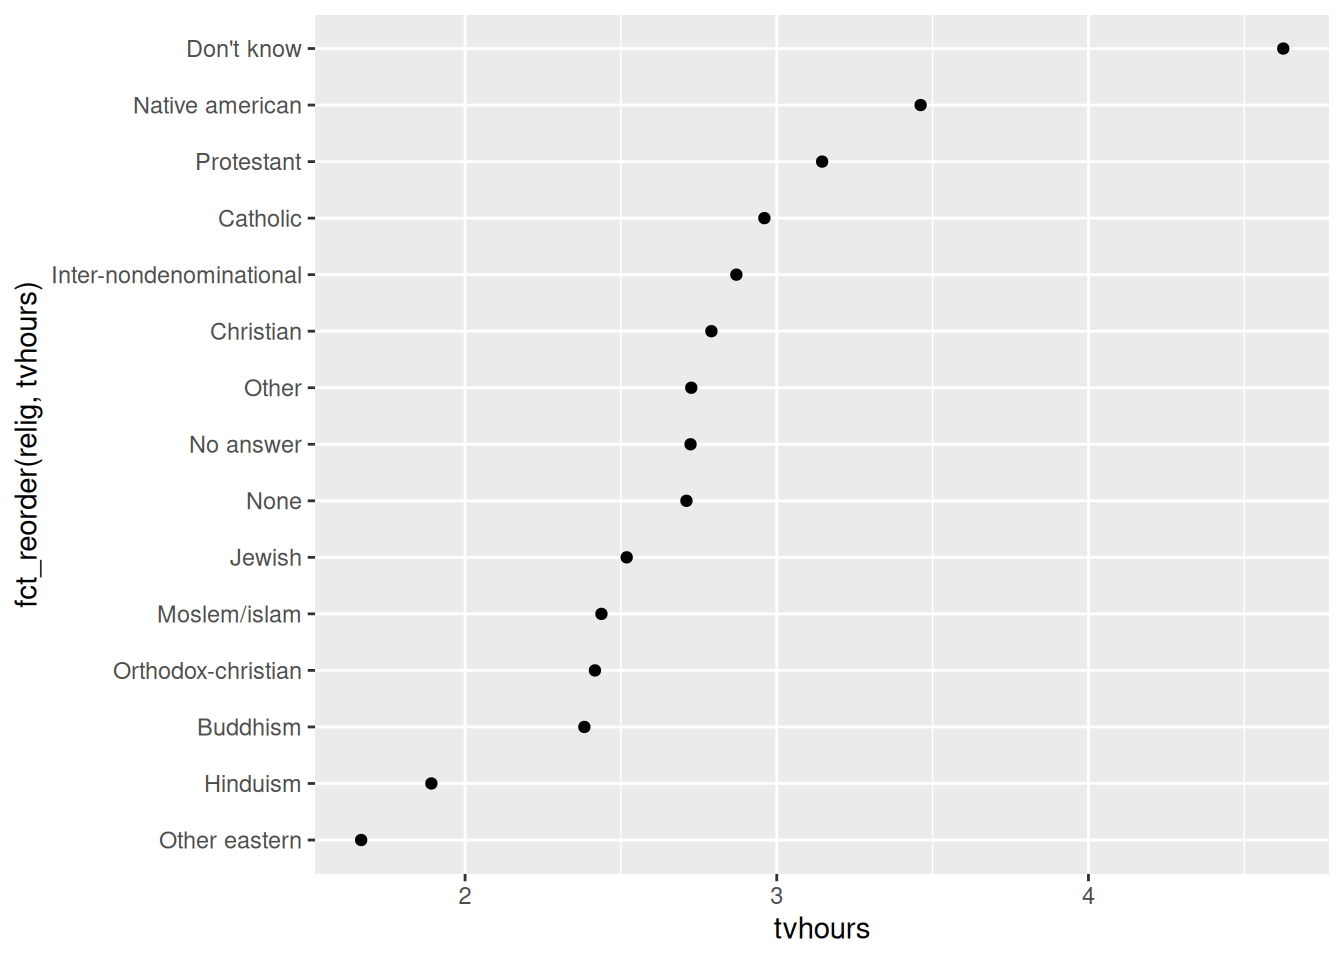 Don't know
Native american
Protestant
Catholic
Inter-nondenominational
Christian
Other
No answer
None
Jewish
Moslem/islam
Orthodox-christian
Buddhism
Hinduism
Other eastern
fct_reorder(relig, tvhours)
2 3 4
tvhours